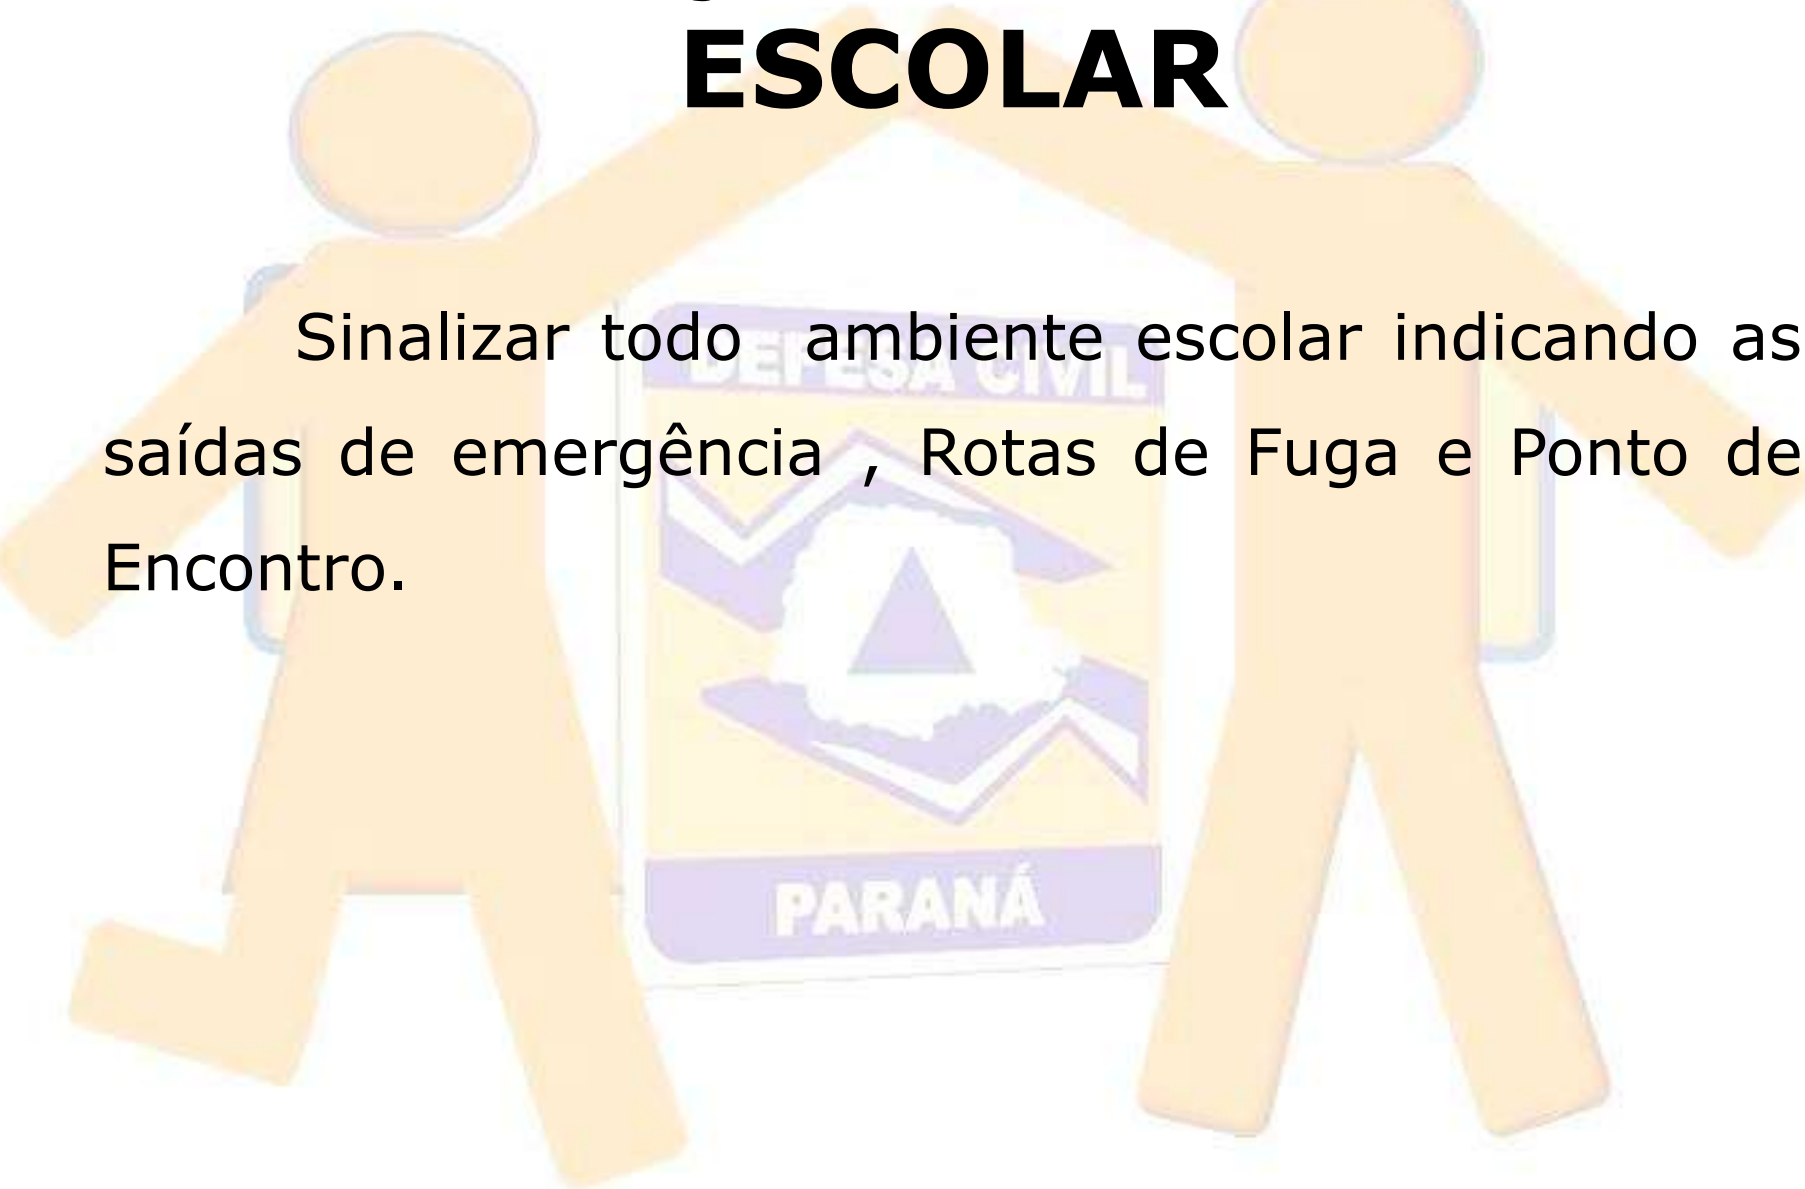 ESCOLAR
Sinalizar todo ambiente escolar indicando as
saídas de emergência , Rotas de Fuga e Ponto de
Encontro.
DEFESA CIVIL
PARANÁ